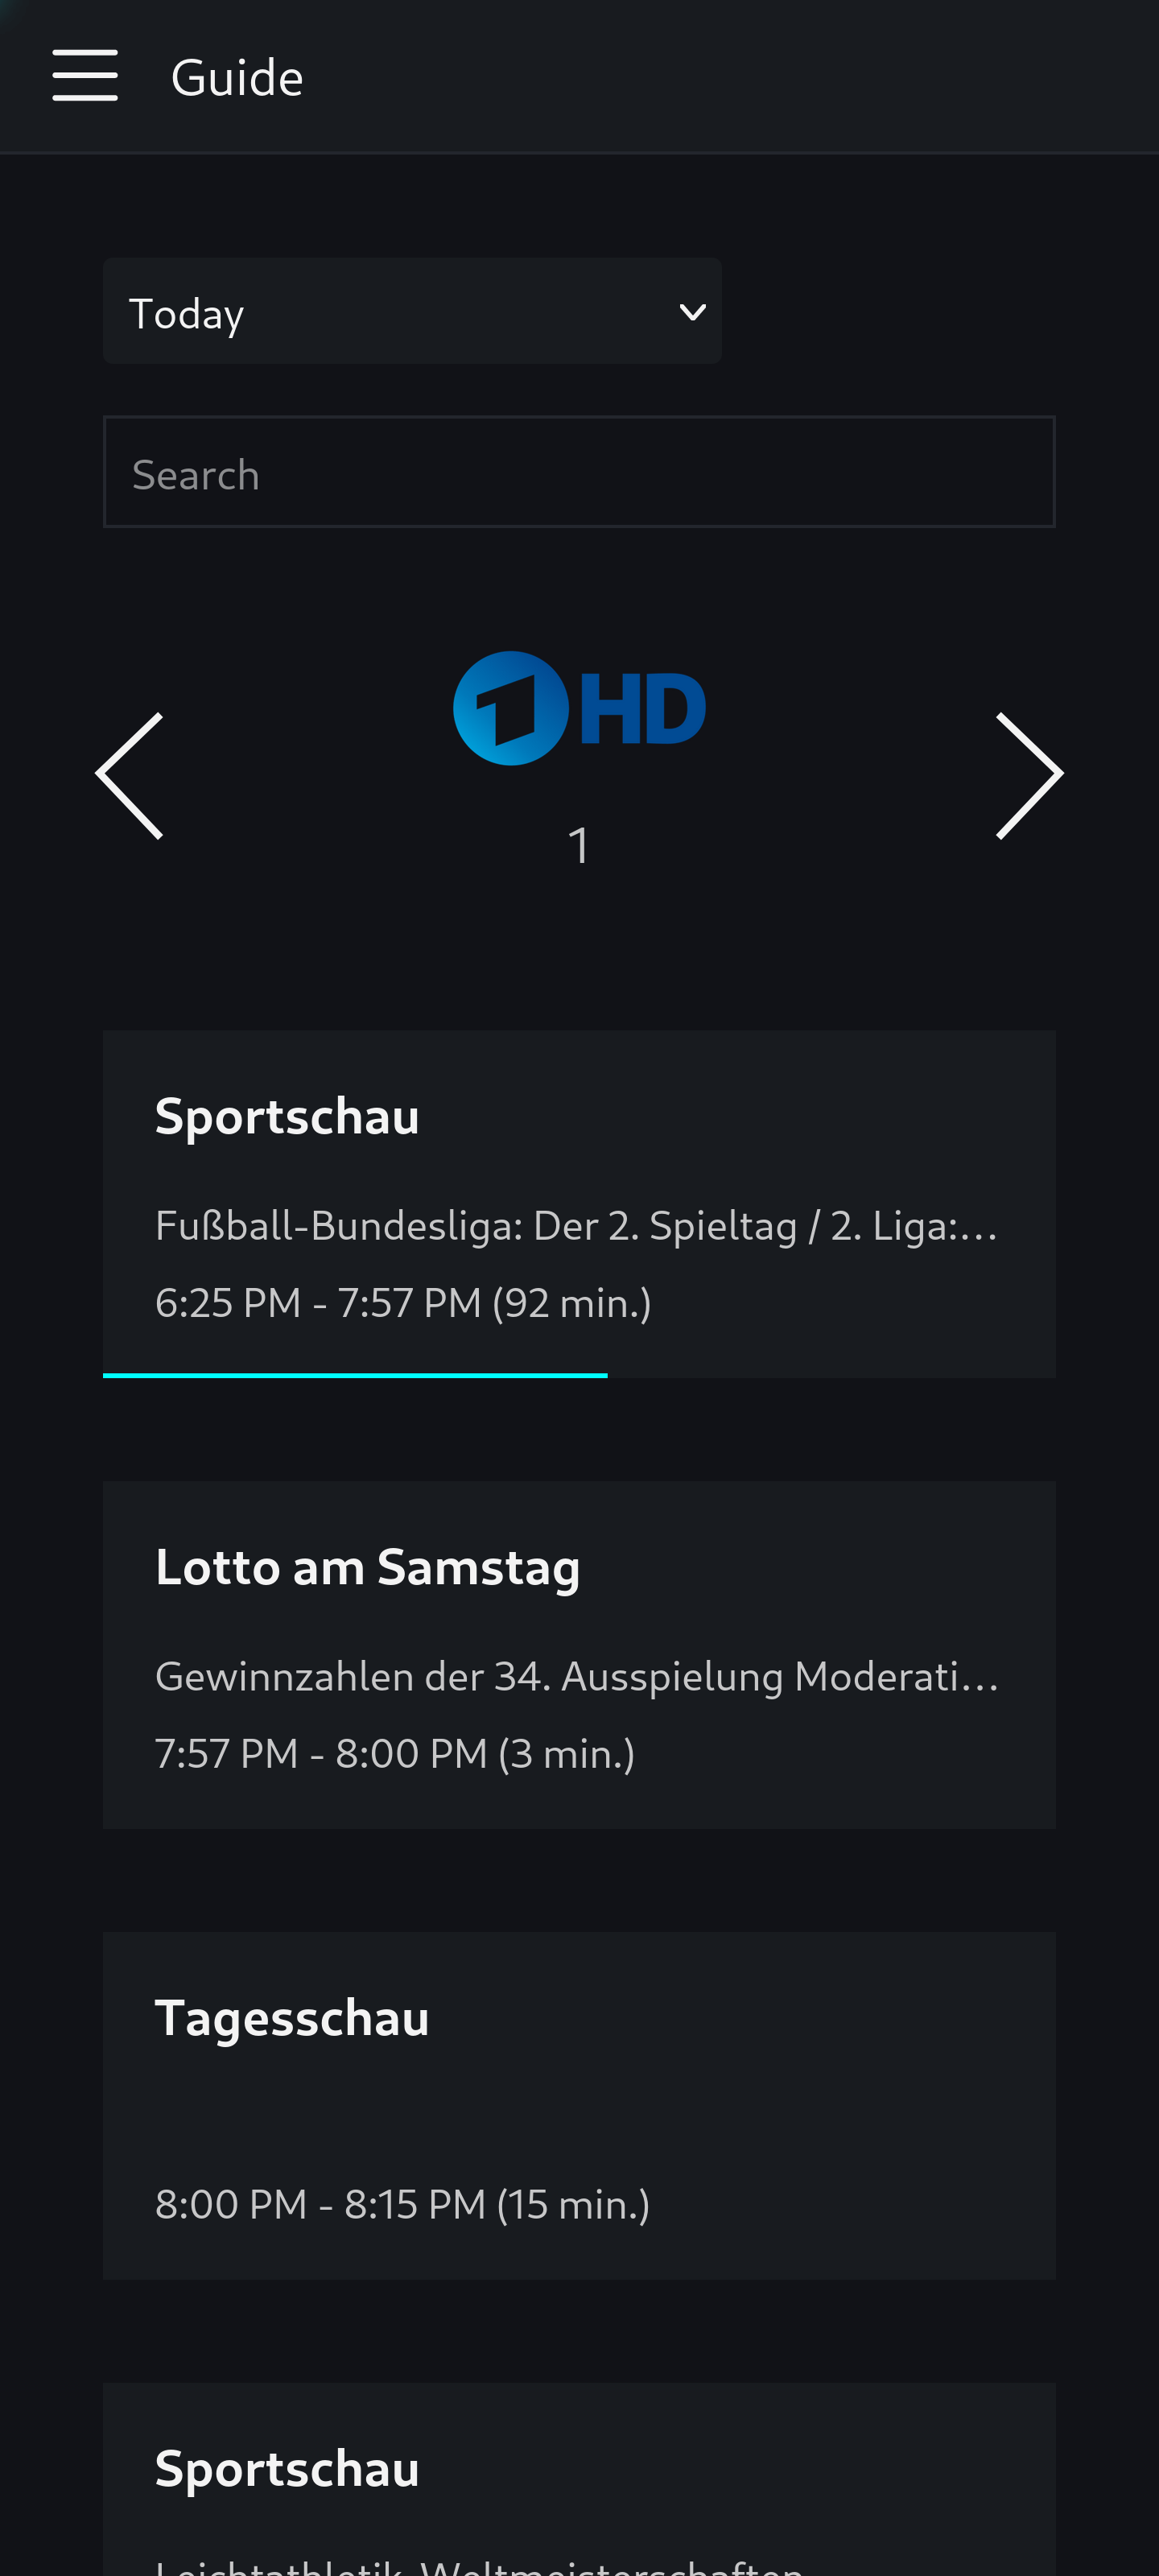 Guide
Today
Search
1 HD
1
Sportschau
Fußball-Bundesliga: Der 2. Spieltag / 2. Liga:...
6:25 PM - 7:57 PM (92 min.)
Lotto am Samstag
Gewinnzahlen der 34. Ausspielung Moderati...
7:57 PM - 8:00 PM (3 min.)
Tagesschau
8:00 PM - 8:15 PM (15 min.)
Sportschau
Leichtathletik-Weltmeisterschaften